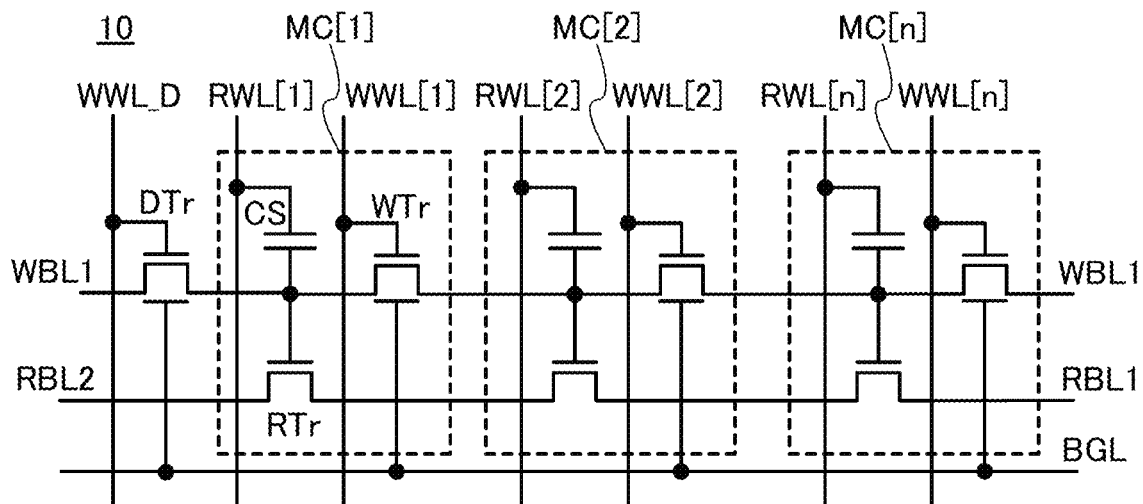 10
MC[1] MC[2] MC[n]
WWL_D RWL[1] WWL[1] RWL[2] WWL[2] RWL[n] WWL[n]
DTr CS WTr
WBL1 WBL1
RBL2 RBL1
RTr
BGL